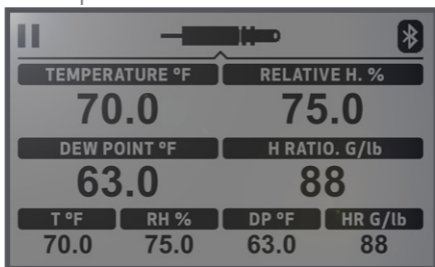 TEMPERATURE °F RELATIVE H. %
70.0 75.0
DEW POINT °F H RATIO. G/lb
63.0 88
T °F RH % DP °F HR G/lb
70.0 75.0 63.0 88